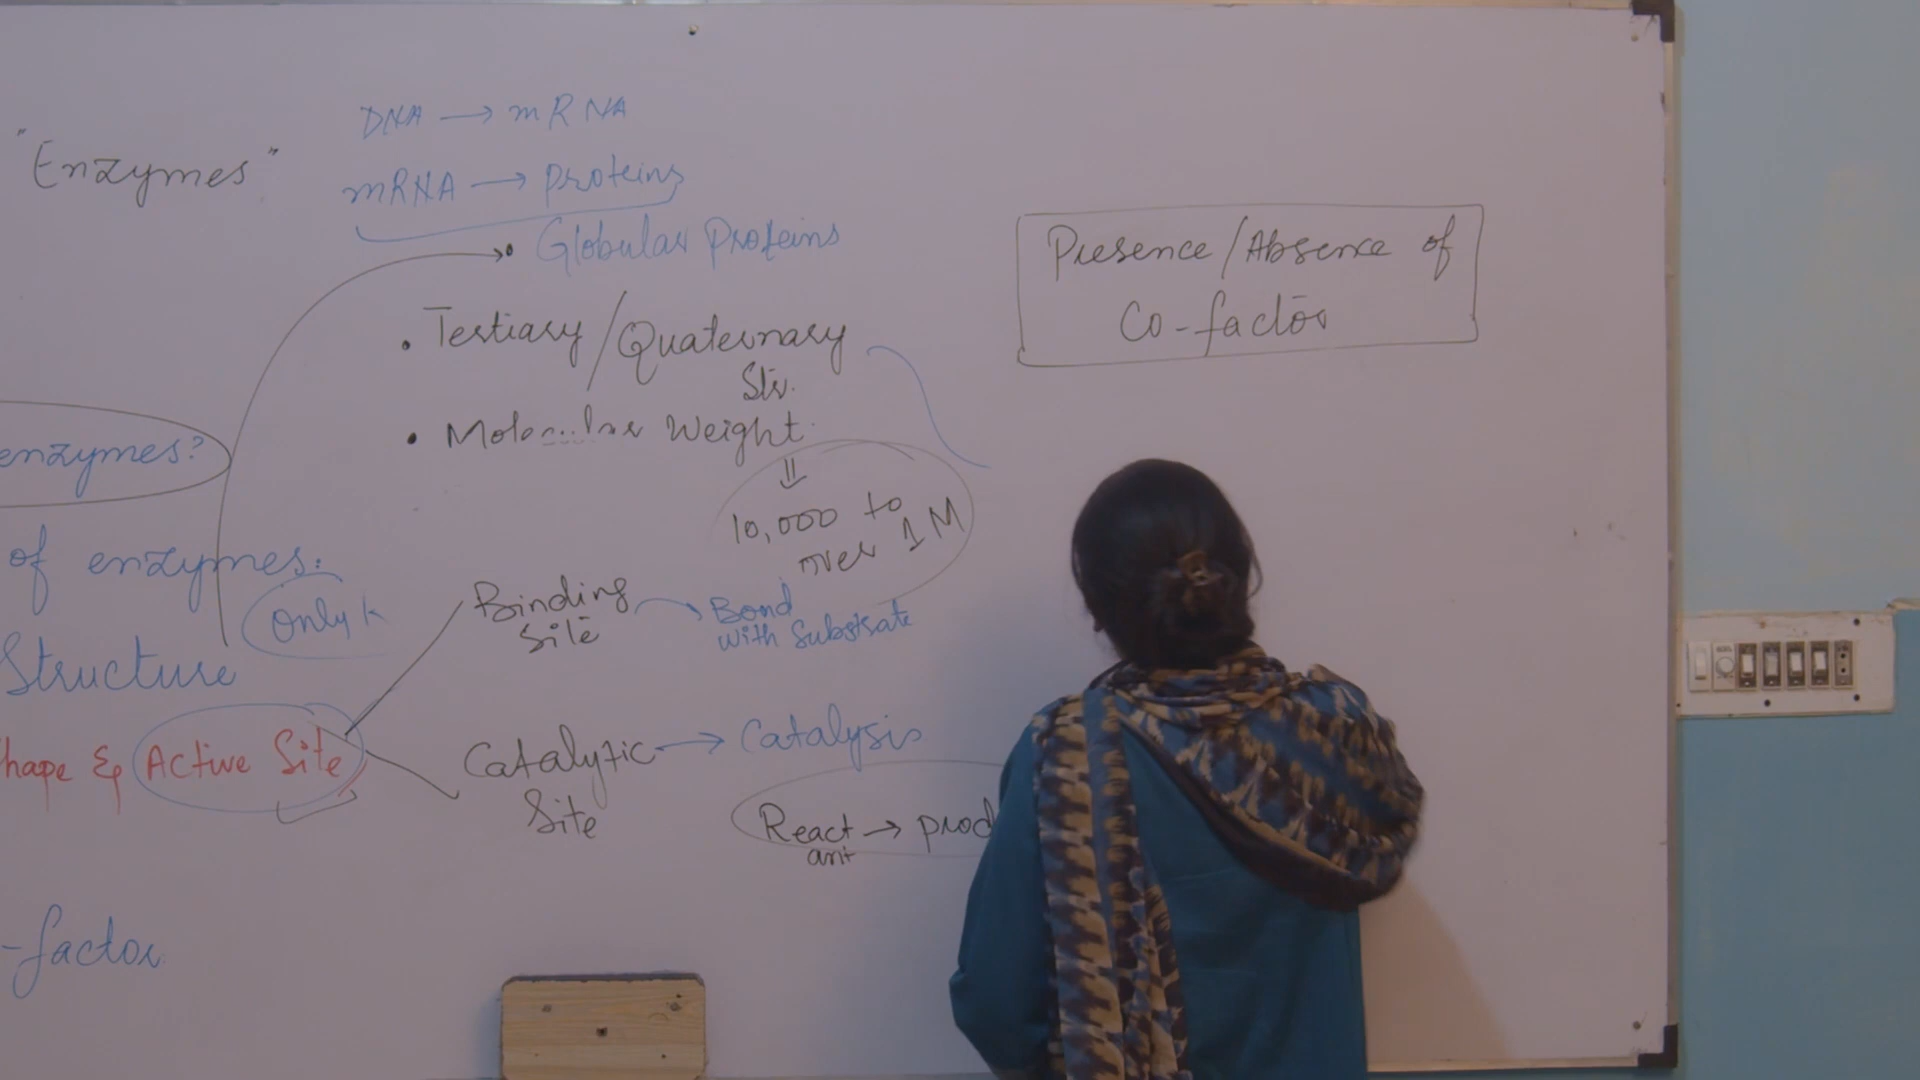 "Enzymes"
DNA → mRNA
mRNA → proteins
• Globular Proteins
• Tertiary/Quaternary
Str.
• Molecular Weight
⇓
10,000 to
over 1M
enzymes?
of enzymes:
Only
Structure
hape & Active Site
-factor
Binding
Site
Bond
with Substrate
Catalytic → Catalysis
Site
React → prod
ant
Presence/Absence of
Co-factor